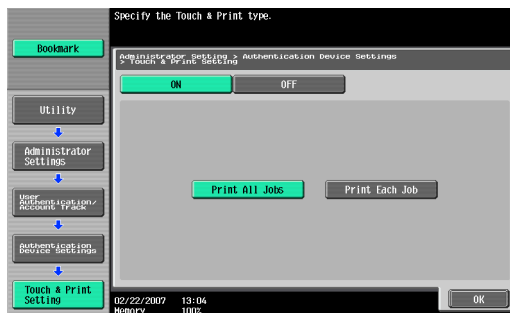 Specify the Touch & Print type.
Bookmark
Administrator Setting > Authentication Device Settings
> Touch & Print Setting
ON
OFF
Utility
Administrator
Settings
User
Authentication/
Account Track
Authentication
Device Settings
Touch & Print
Setting
Print All Jobs
Print Each Job
02/22/2007 13:04
Memory 100%
OK